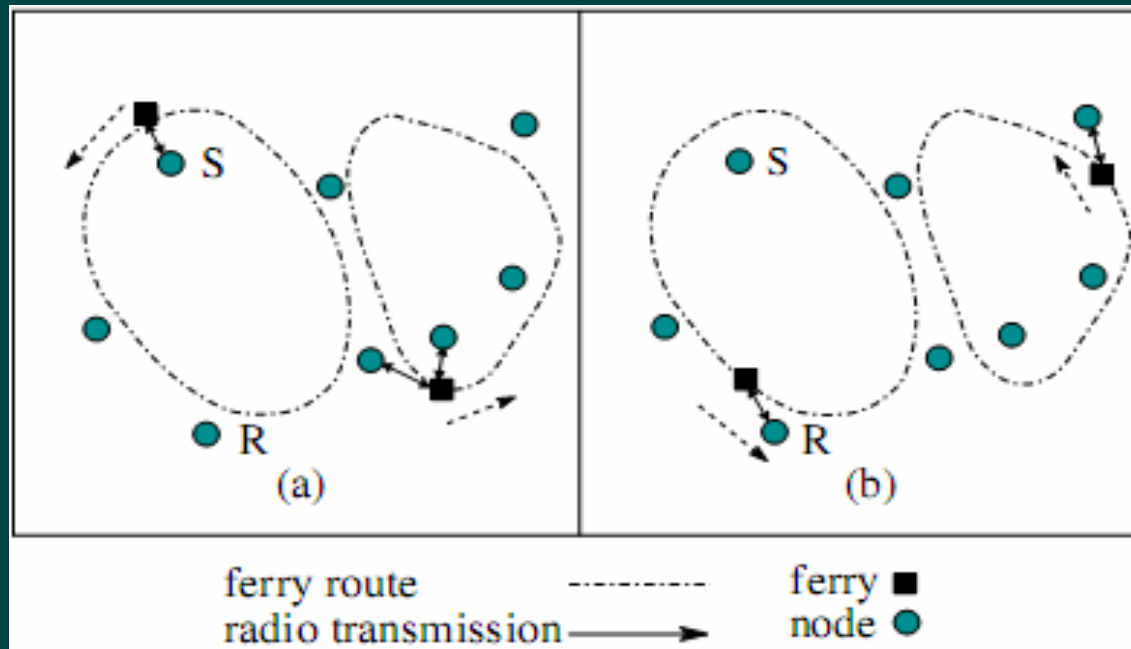 S
R
(a)
S
R
(b)
ferry route
ferry
radio transmission
node